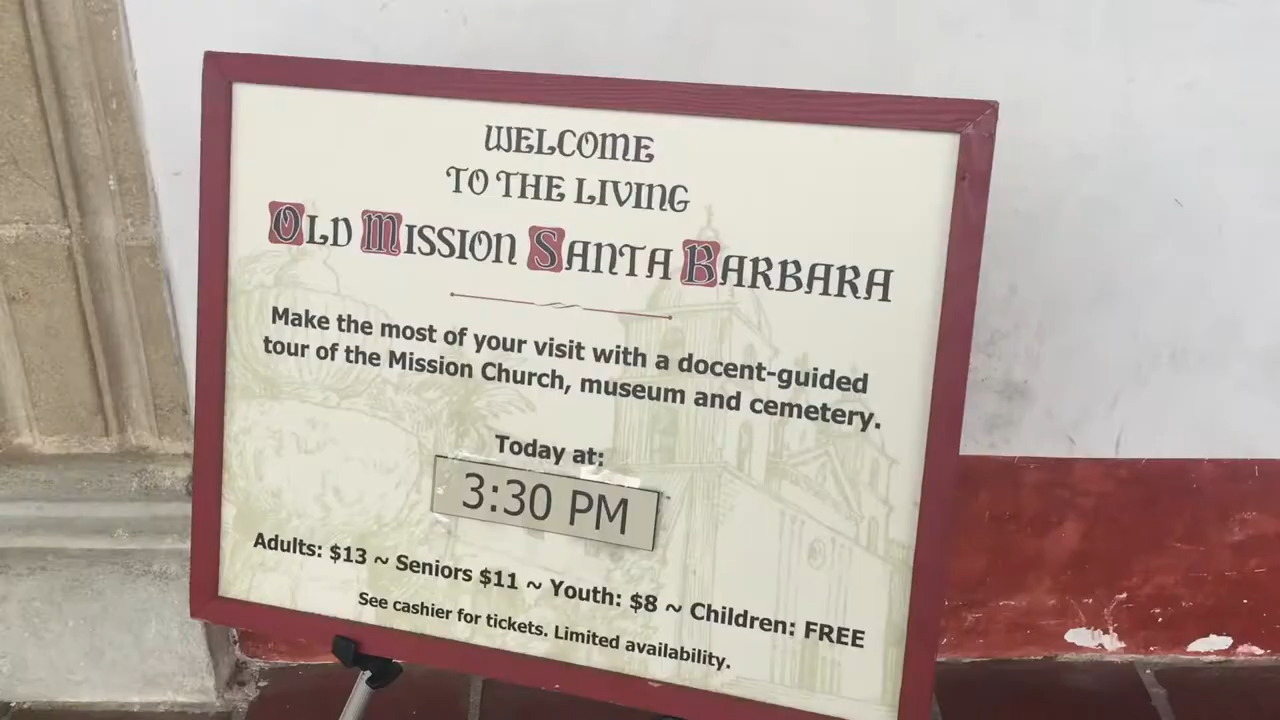 WELCOME
TO THE LIVING
OLD MISSION SANTA BARBARA
Make the most of your visit with a docent-guided
tour of the Mission Church, museum and cemetery.
Today at:
3:30 PM
Adults: $13 ~ Seniors $11 ~ Youth: $8 ~ Children: FREE
See cashier for tickets. Limited availability.